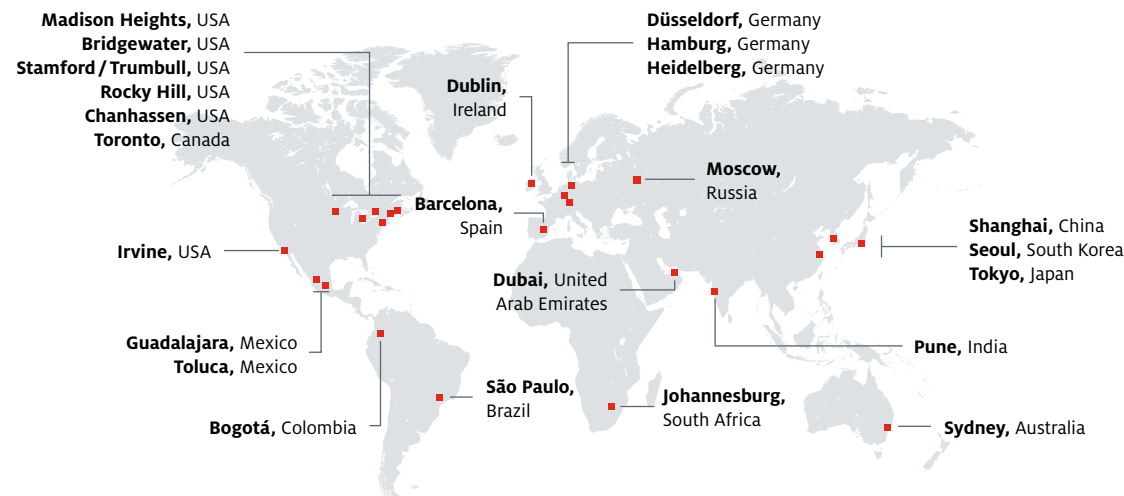 Madison Heights, USA
Bridgewater, USA
Stamford / Trumbull, USA
Rocky Hill, USA
Chanhassen, USA
Toronto, Canada
Düsseldorf, Germany
Hamburg, Germany
Heidelberg, Germany
Dublin,
Ireland
Moscow,
Russia
Barcelona,
Spain
Shanghai, China
Seoul, South Korea
Tokyo, Japan
Irvine, USA
Dubai, United
Arab Emirates
Guadalajara, Mexico
Toluca, Mexico
Pune, India
São Paulo,
Brazil
Johannesburg,
South Africa
Bogotá, Colombia
Sydney, Australia